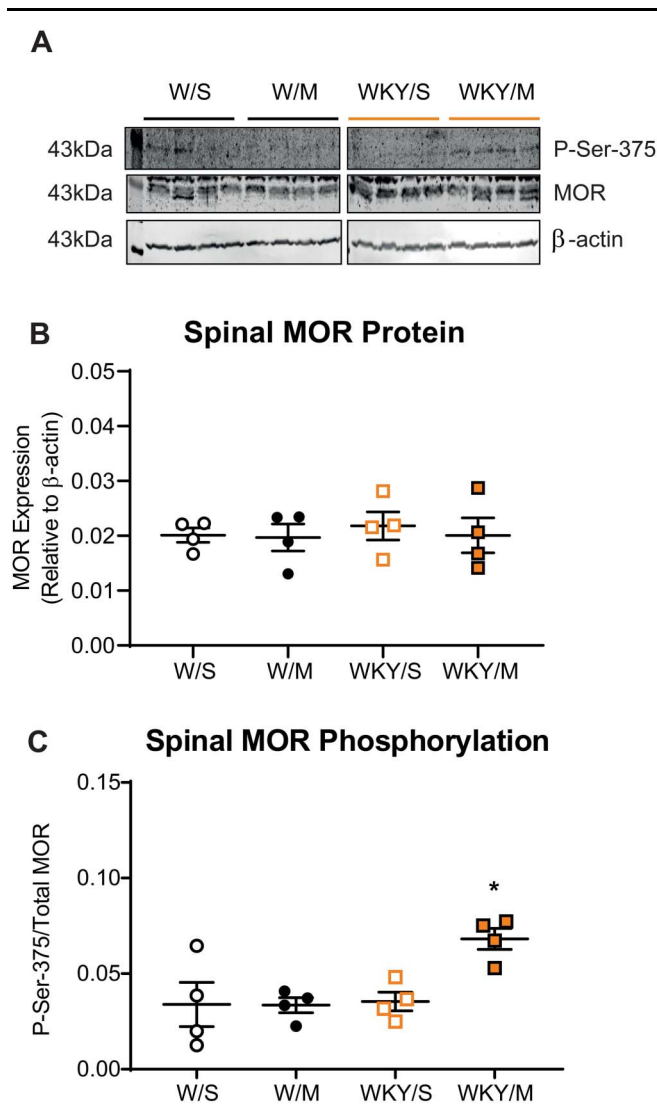 A
W/S W/M WKY/S WKY/M
43kDa P-Ser-375
43kDa MOR
43kDa β-actin
B Spinal MOR Protein
0.05
0.04
0.03
0.02
0.01
0.00
MOR Expression
(Relative to β-actin)
W/S W/M WKY/S WKY/M
C Spinal MOR Phosphorylation
0.15
0.10
0.05
0.00
P-Ser-375/Total MOR
*
W/S W/M WKY/S WKY/M